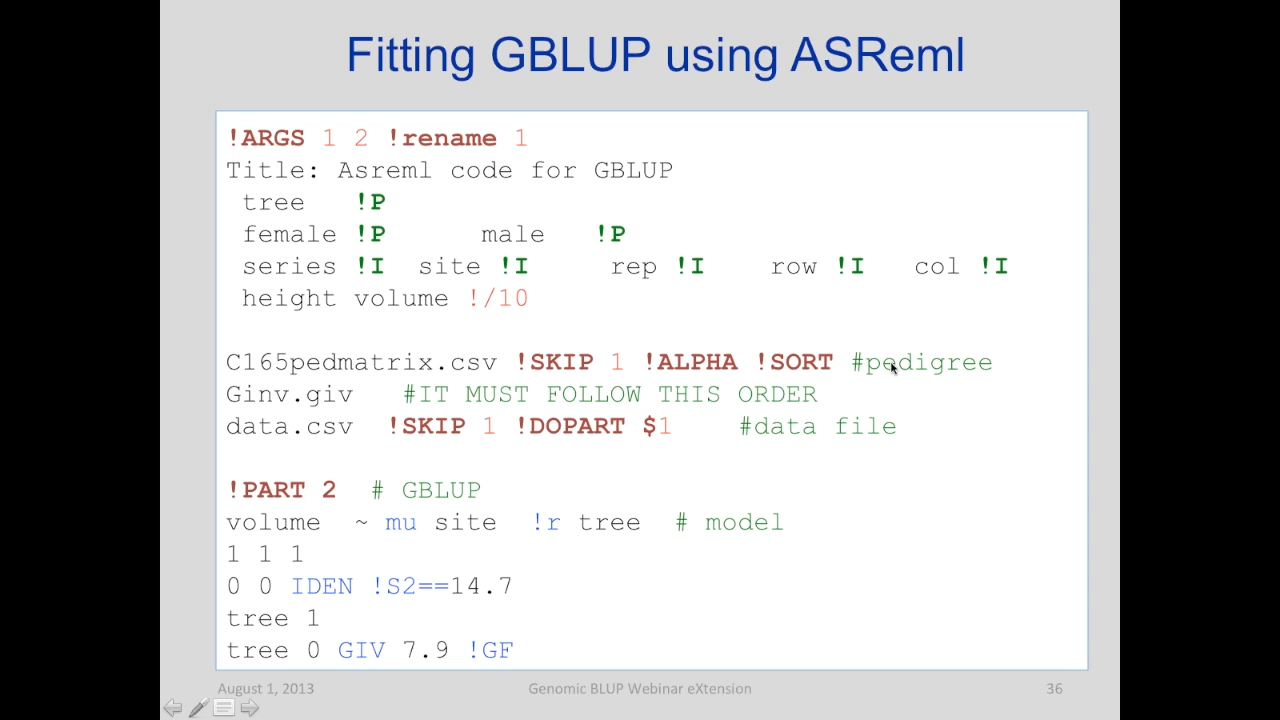 Fitting GBLUP using ASReml
!ARGS 1 2 !rename 1
Title: Asreml code for GBLUP
tree !P
female !P male !P
series !I site !I rep !I row !I col !I
height volume !/10
C165pedmatrix.csv !SKIP 1 !ALPHA !SORT #pedigree
Ginv.giv #IT MUST FOLLOW THIS ORDER
data.csv !SKIP 1 !DOPART $1 #data file
!PART 2 # GBLUP
volume ~ mu site !r tree # model
1 1 1
0 0 IDEN !S2==14.7
tree 1
tree 0 GIV 7.9 !GF
August 1, 2013 Genomic BLUP Webinar eXtension 36